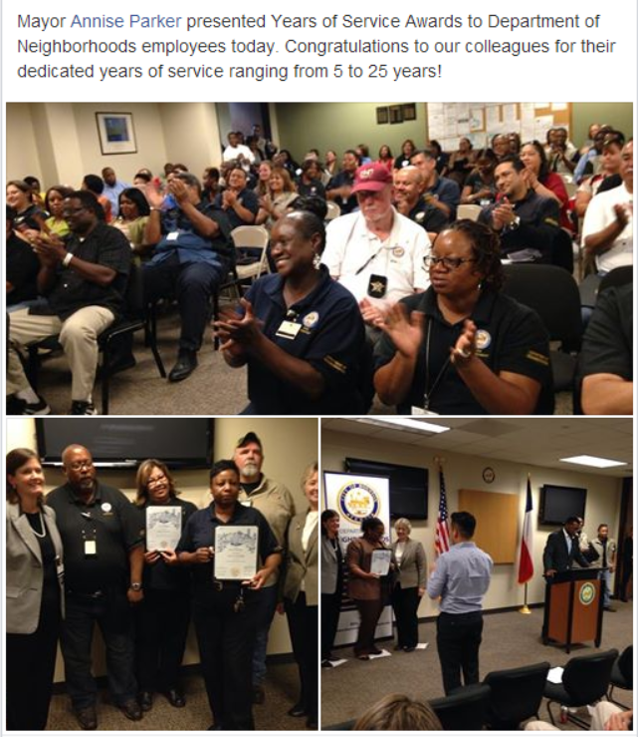 Mayor Annise Parker presented Years of Service Awards to Department of
Neighborhoods employees today. Congratulations to our colleagues for their
dedicated years of service ranging from 5 to 25 years!